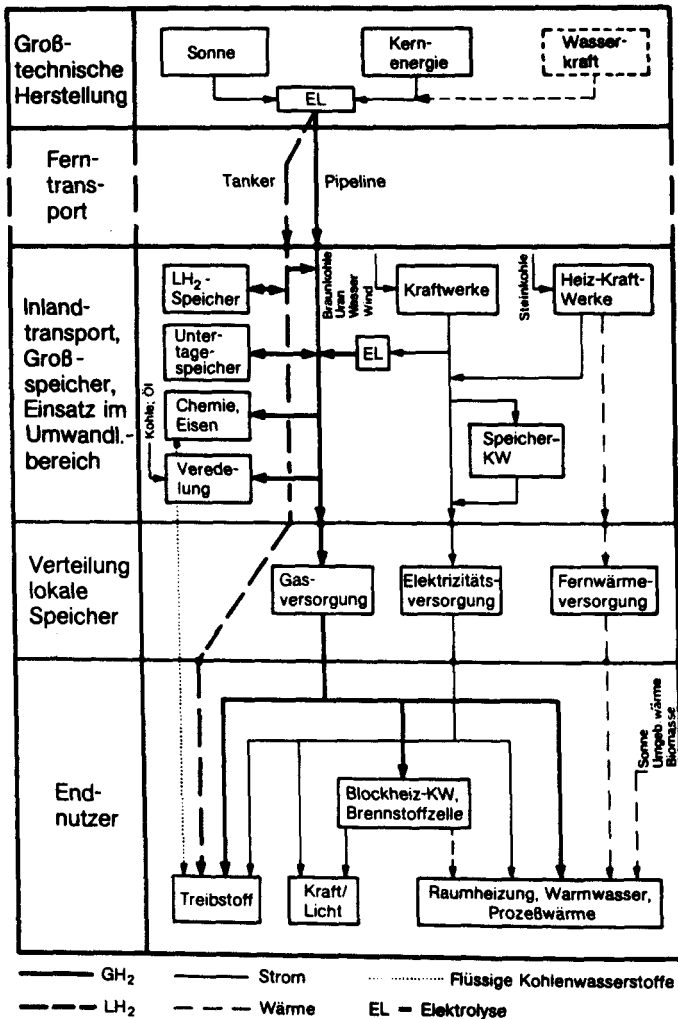 Groß-
technische
Herstellung
Sonne
Kern-
energie
Wasser-
kraft
EL
Fern-
trans-
port
Tanker
Pipeline
Inland-
transport,
Groß-
speicher,
Einsatz im
Umwandl.-
bereich
LH2-
Speicher
Braunkohle
Uran
Wasser
Wind
Kraftwerke
Steinkohle
Heiz-Kraft-
Werke
Unter-
tage-
speicher
EL
Kohle; Öl
Chemie,
Eisen
Verede-
lung
Speicher-
KW
Verteilung
lokale
Speicher
Gas-
versorgung
Elektrizitäts-
versorgung
Fernwärme-
versorgung
End-
nutzer
Sonne
Umgeb wärme
Biomasse
Blockheiz-KW,
Brennstoffzelle
Treibstoff
Kraft/
Licht
Raumheizung, Warmwasser,
Prozeßwärme
GH2
Strom
Flüssige Kohlenwasserstoffe
LH2
Wärme
EL = Elektrolyse